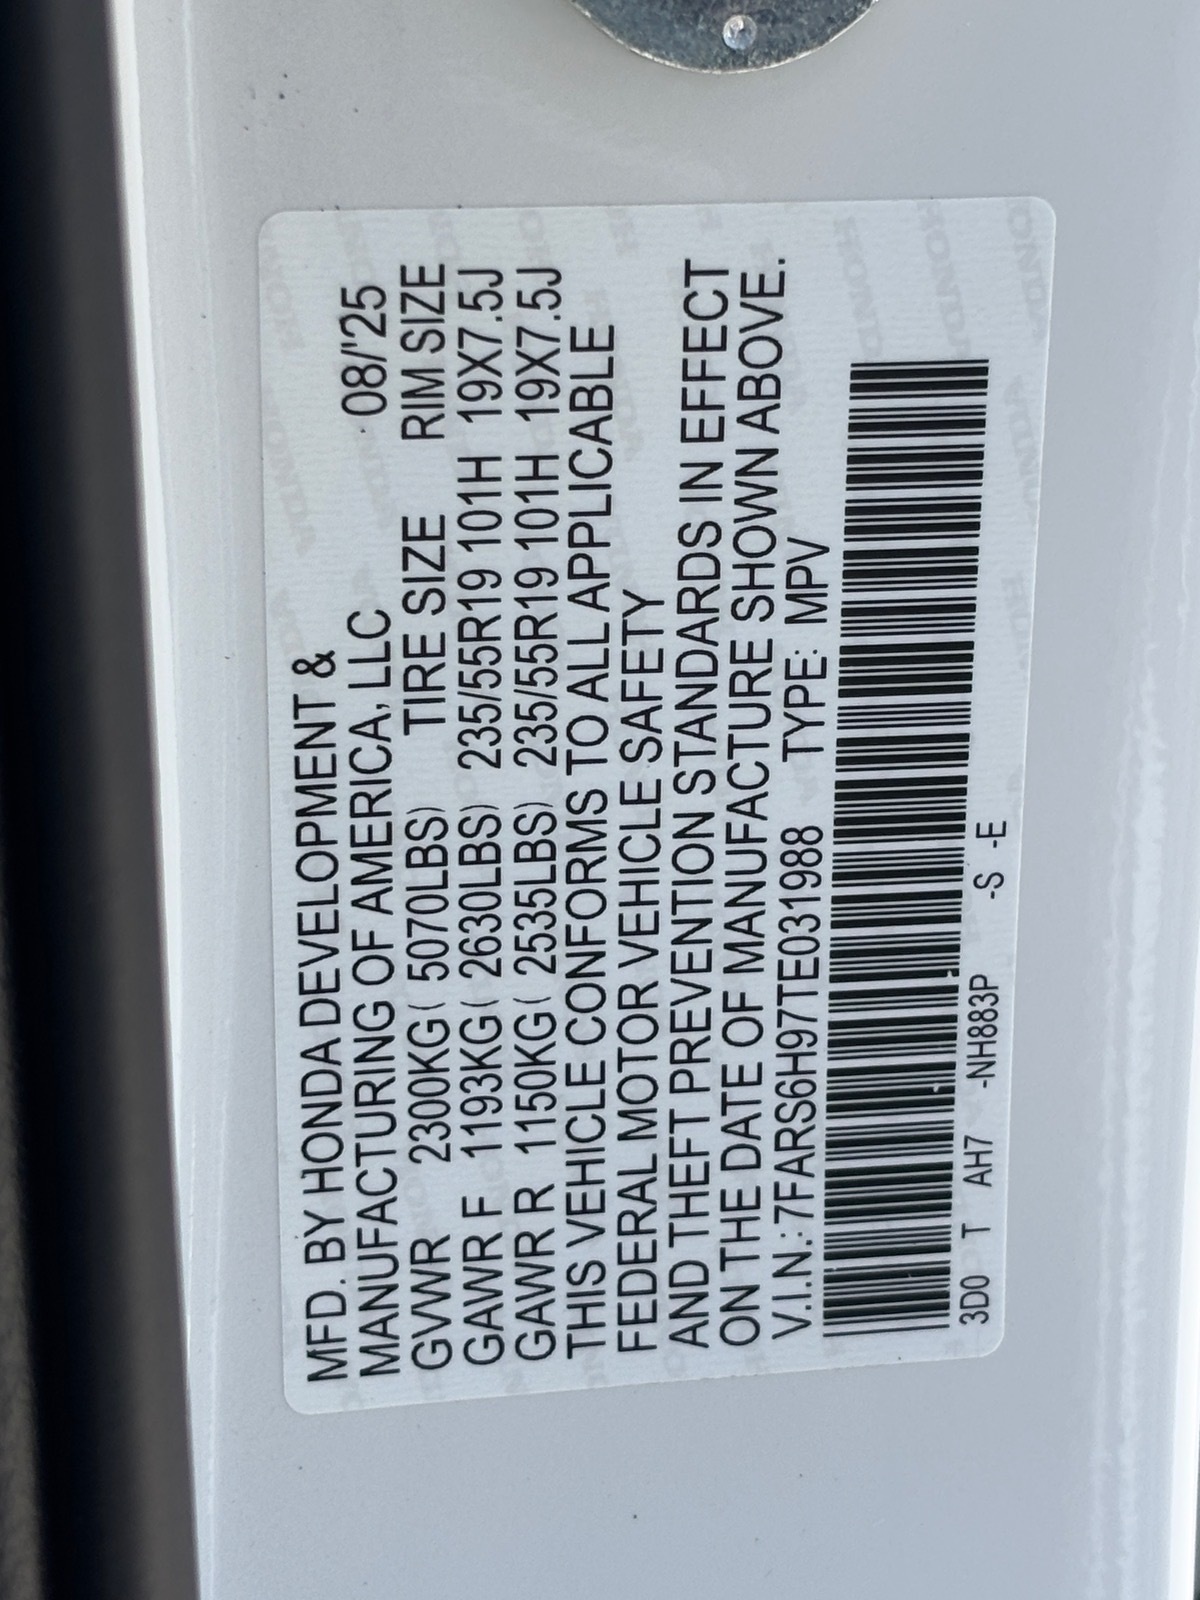 MFD. BY HONDA DEVELOPMENT &
MANUFACTURING OF AMERICA, LLC 08/'25
GVWR 2300KG( 5070LBS) TIRE SIZE RIM SIZE
GAWR F 1193KG( 2630LBS) 235/55R19 101H 19X7.5J
GAWR R 1150KG( 2535LBS) 235/55R19 101H 19X7.5J
THIS VEHICLE CONFORMS TO ALL APPLICABLE
FEDERAL MOTOR VEHICLE SAFETY
AND THEFT PREVENTION STANDARDS IN EFFECT
ON THE DATE OF MANUFACTURE SHOWN ABOVE.
V.I.N.:7FARS6H97TE031988 TYPE: MPV
3D0 T AH7 -NH883P -S -E